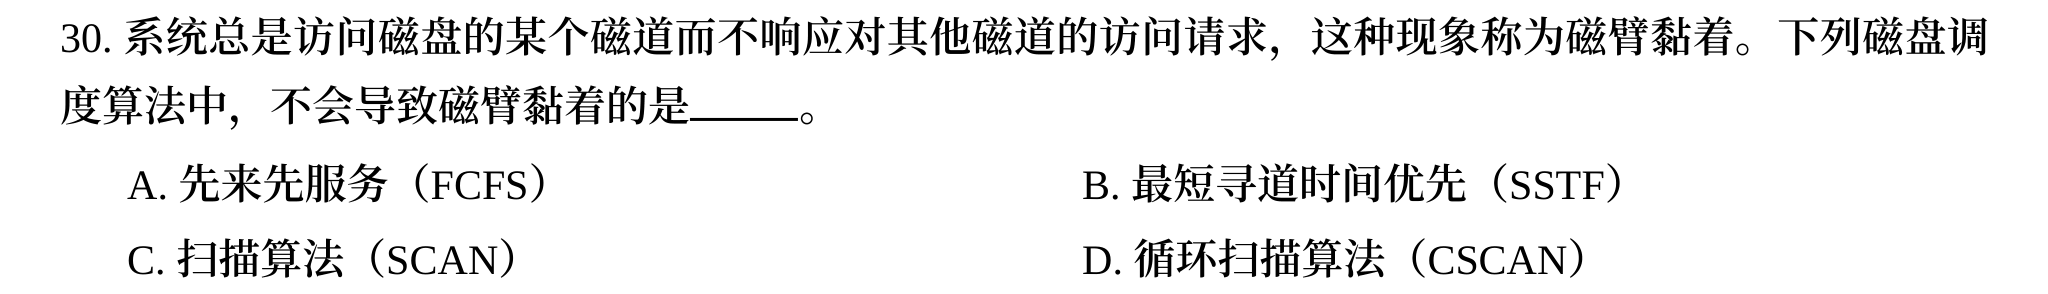 30. 系统总是访问磁盘的某个磁道而不响应对其他磁道的访问请求，这种现象称为磁臂黏着。下列磁盘调
度算法中，不会导致磁臂黏着的是_____。
A. 先来先服务（FCFS）
B. 最短寻道时间优先（SSTF）
C. 扫描算法（SCAN）
D. 循环扫描算法（CSCAN）